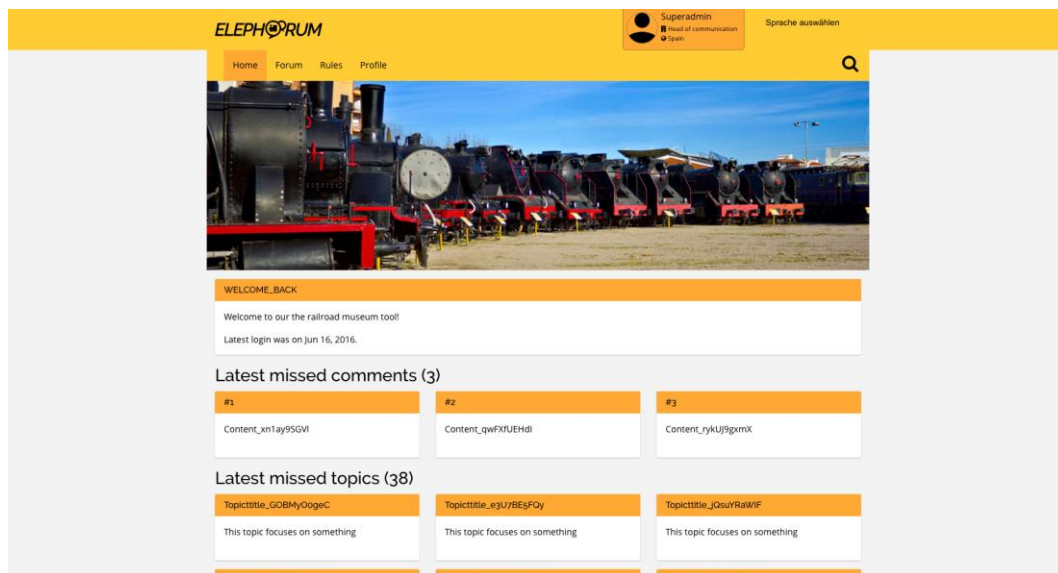 ELEPHORUM
Superadmin
Head of communication
Spain
Sprache auswählen
Home Forum Rules Profile
WELCOME_BACK
Welcome to our the railroad museum tool!
Latest login was on Jun 16, 2016.
Latest missed comments (3)
#1 #2 #3
Content_xn1ay9SGVl Content_qwFXfUEHdI Content_rykUJ9gxmX
Latest missed topics (38)
Topicttitle_GOBMyO0geC Topicttitle_e3U7BE5FQy Topicttitle_jQsuYRaWIF
This topic focuses on something This topic focuses on something This topic focuses on something